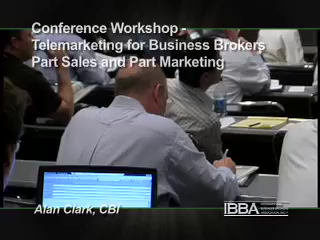 Conference Workshop -
Telemarketing for Business Brokers
Part Sales and Part Marketing
Alan Clark, CBI
IBBA